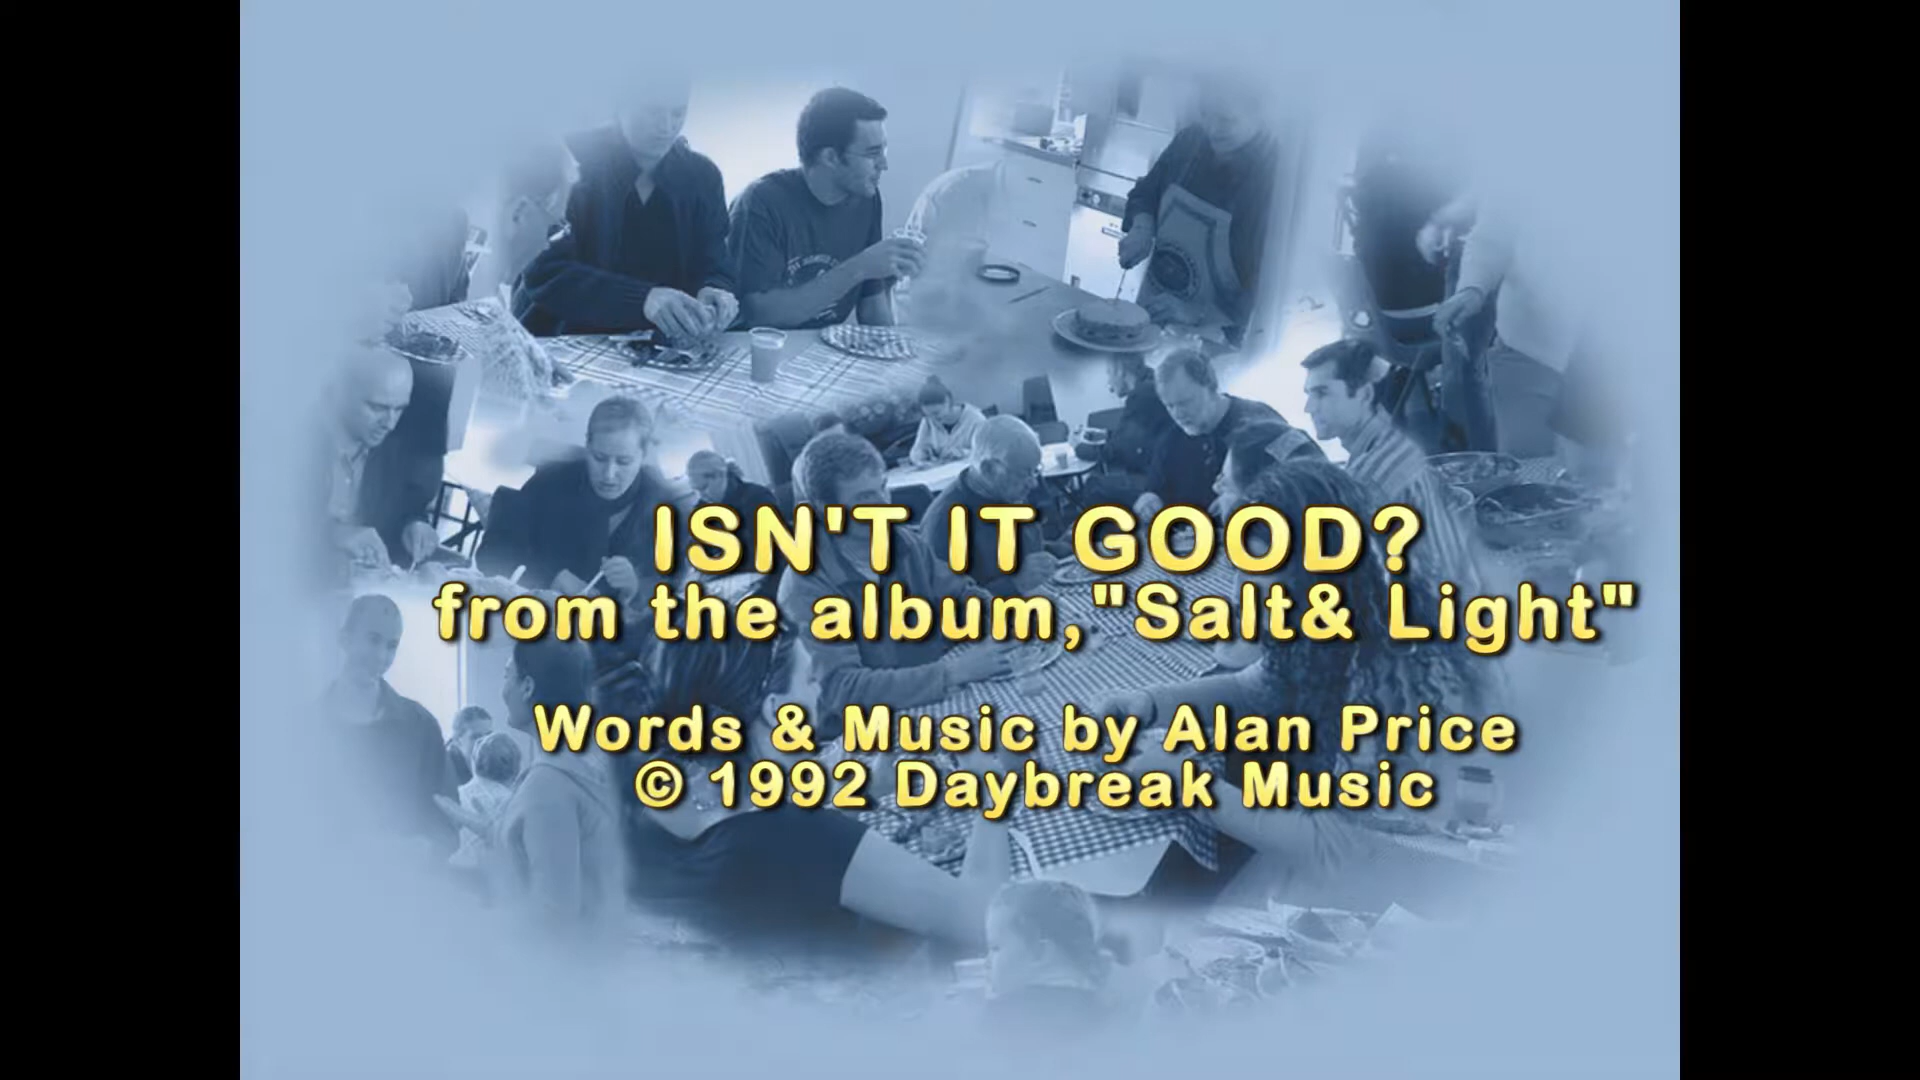 ISN'T IT GOOD?
from the album, "Salt& Light"
Words & Music by Alan Price
© 1992 Daybreak Music